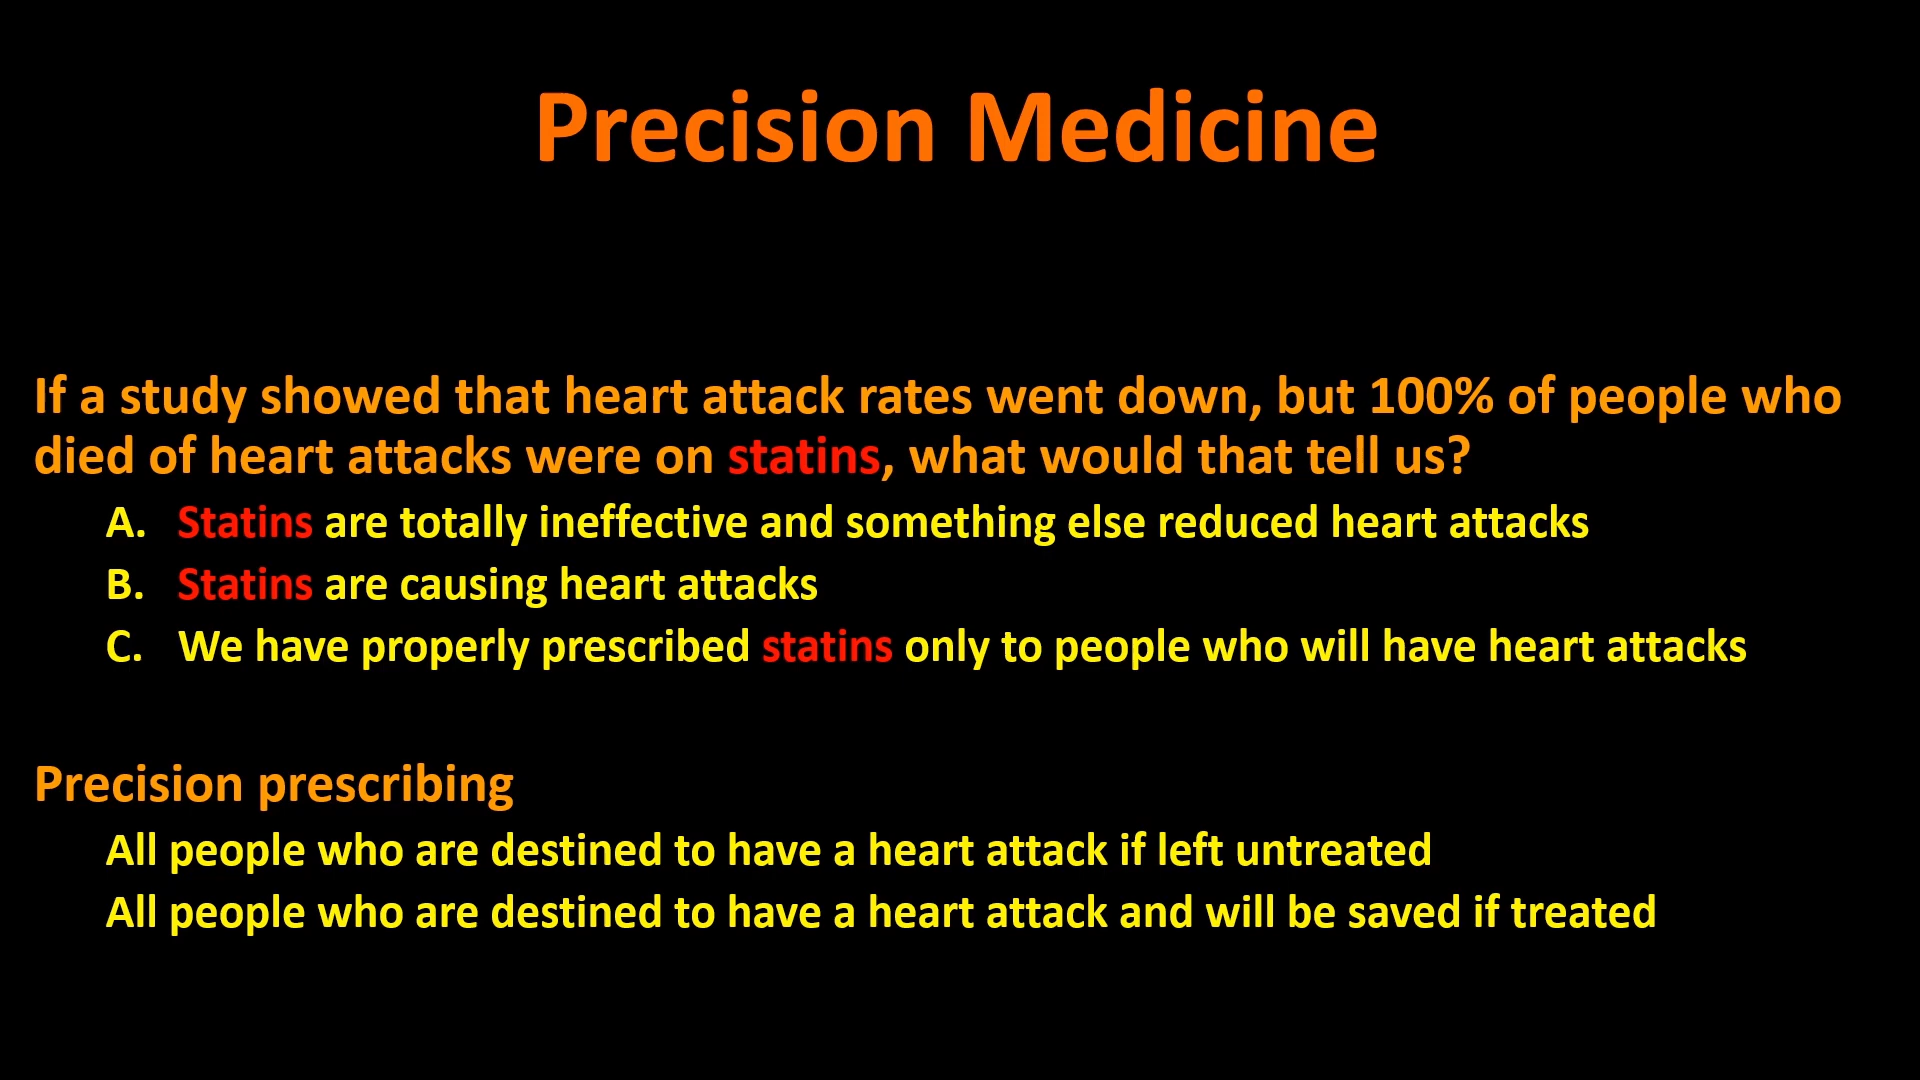 Precision Medicine
If a study showed that heart attack rates went down, but 100% of people who
died of heart attacks were on statins, what would that tell us?
A. Statins are totally ineffective and something else reduced heart attacks
B. Statins are causing heart attacks
C. We have properly prescribed statins only to people who will have heart attacks
Precision prescribing
All people who are destined to have a heart attack if left untreated
All people who are destined to have a heart attack and will be saved if treated